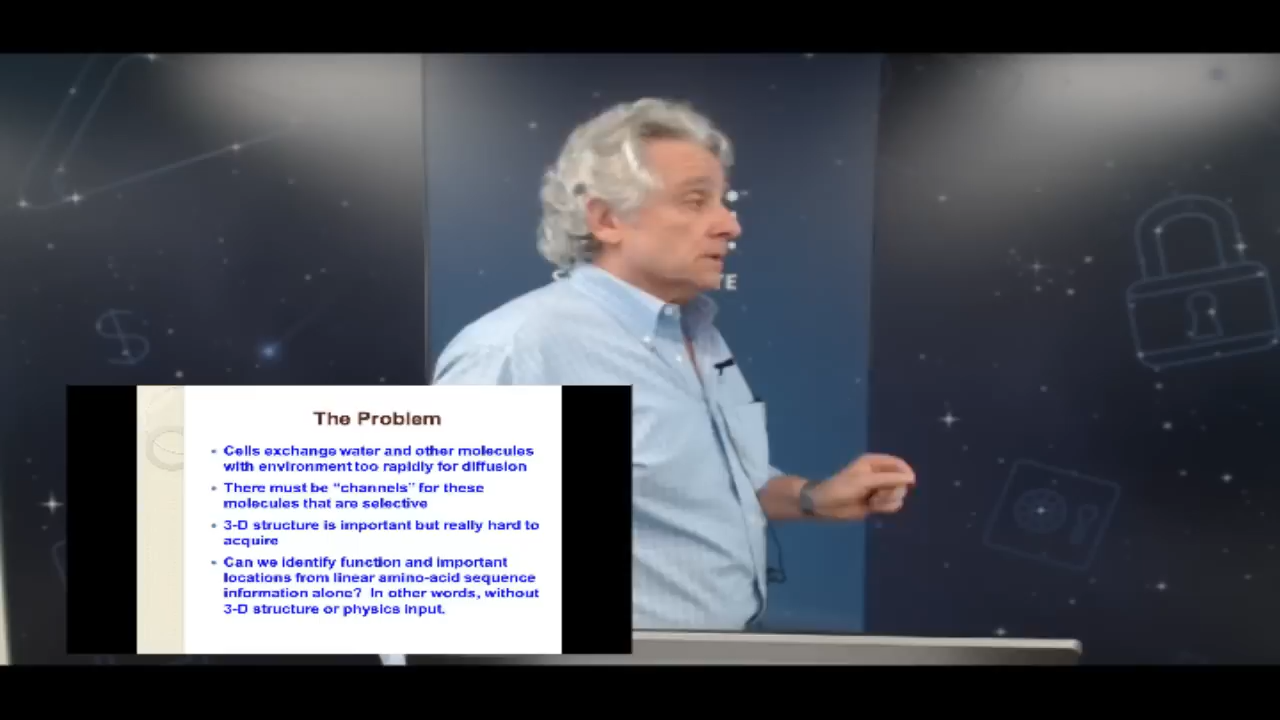 The Problem
Cells exchange water and other molecules
with environment too rapidly for diffusion
There must be “channels” for these
molecules that are selective
3-D structure is important but really hard to
acquire
Can we identify function and important
locations from linear amino-acid sequence
information alone? In other words, without
3-D structure or physics input.
$